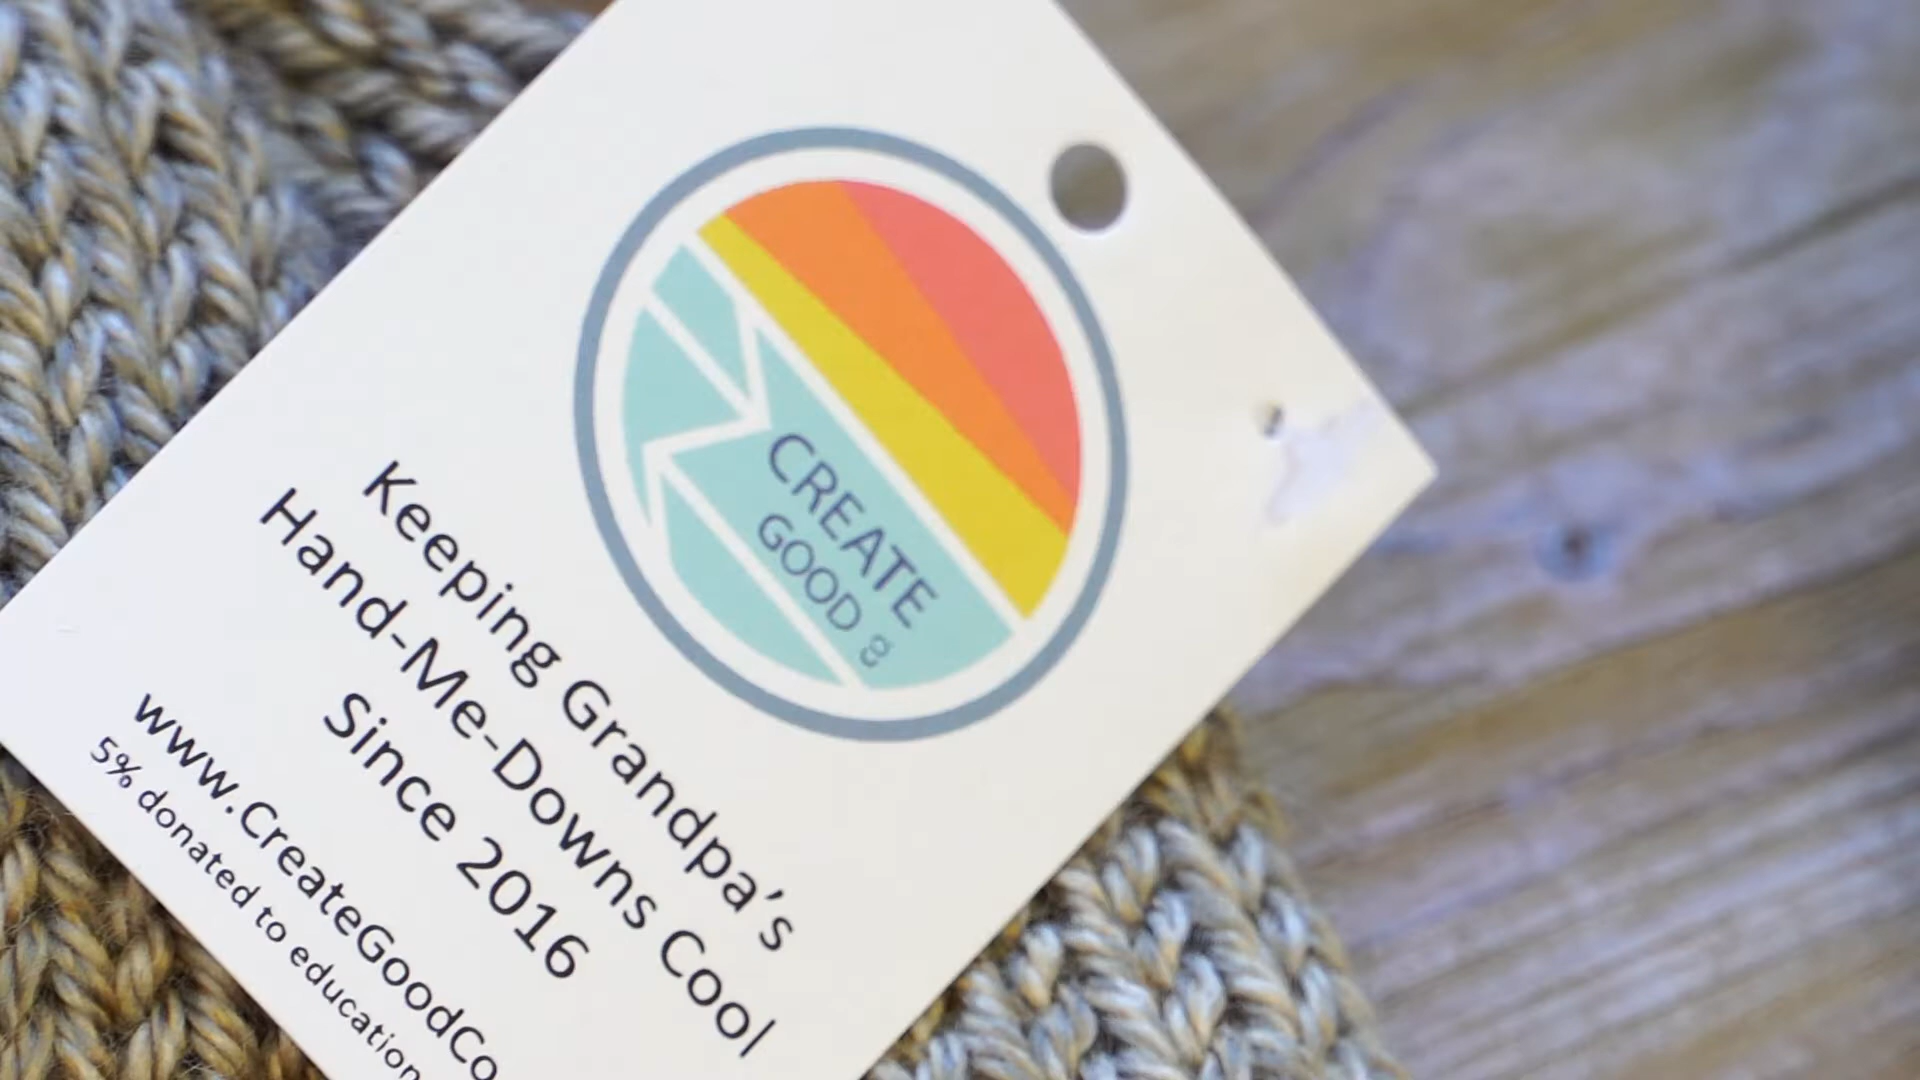 CREATE
GOOD
Keeping Grandpa's
Hand-Me-Downs Cool
Since 2016
www.CreateGoodCo
5% donated to education